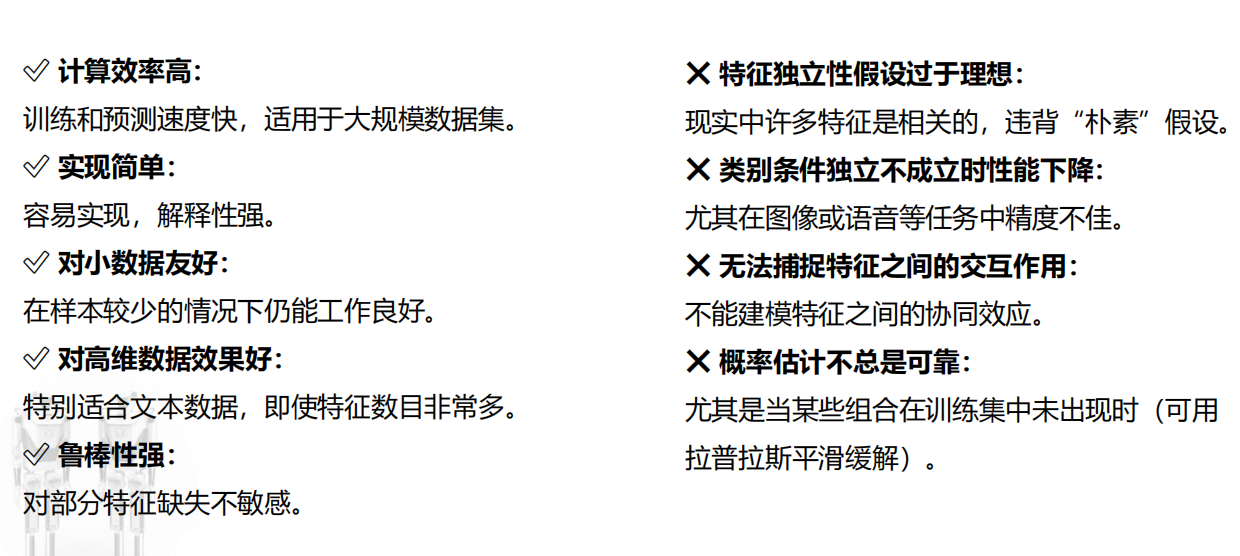 ✅ 计算效率高：
训练和预测速度快，适用于大规模数据集。
✅ 实现简单：
容易实现，解释性强。
✅ 对小数据友好：
在样本较少的情况下仍能工作良好。
✅ 对高维数据效果好：
特别适合文本数据，即使特征数目非常多。
✅ 鲁棒性强：
对部分特征缺失不敏感。
❌ 特征独立性假设过于理想：
现实中许多特征是相关的，违背“朴素”假设。
❌ 类别条件独立不成立时性能下降：
尤其在图像或语音等任务中精度不佳。
❌ 无法捕捉特征之间的交互作用：
不能建模特征之间的协同效应。
❌ 概率估计不总是可靠：
尤其是当某些组合在训练集中未出现时（可用
拉普拉斯平滑缓解）。